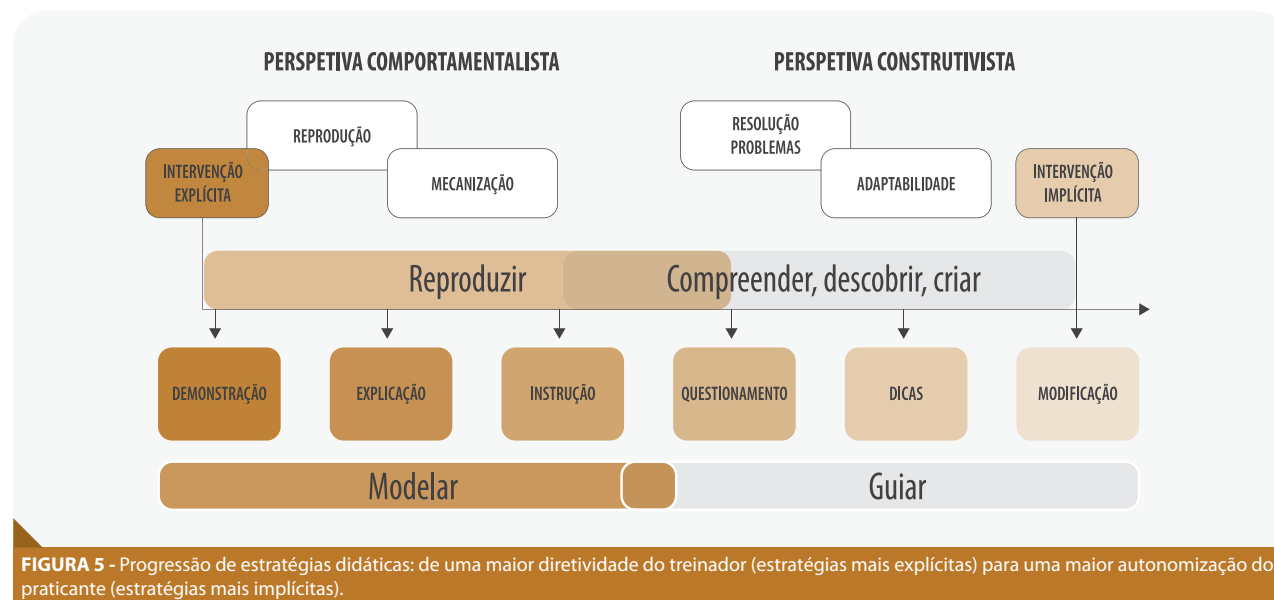 PERSPETIVA COMPORTAMENTALISTA
PERSPETIVA CONSTRUTIVISTA
REPRODUÇÃO
RESOLUÇÃO
PROBLEMAS
INTERVENÇÃO
EXPLÍCITA
MECANIZAÇÃO
ADAPTABILIDADE
INTERVENÇÃO
IMPLÍCITA
Reproduzir
Compreender, descobrir, criar
DEMONSTRAÇÃO
EXPLICAÇÃO
INSTRUÇÃO
QUESTIONAMENTO
DICAS
MODIFICAÇÃO
Modelar
Guiar
FIGURA 5 - Progressão de estratégias didáticas: de uma maior diretividade do treinador (estratégias mais explícitas) para uma maior autonomização do
praticante (estratégias mais implícitas).